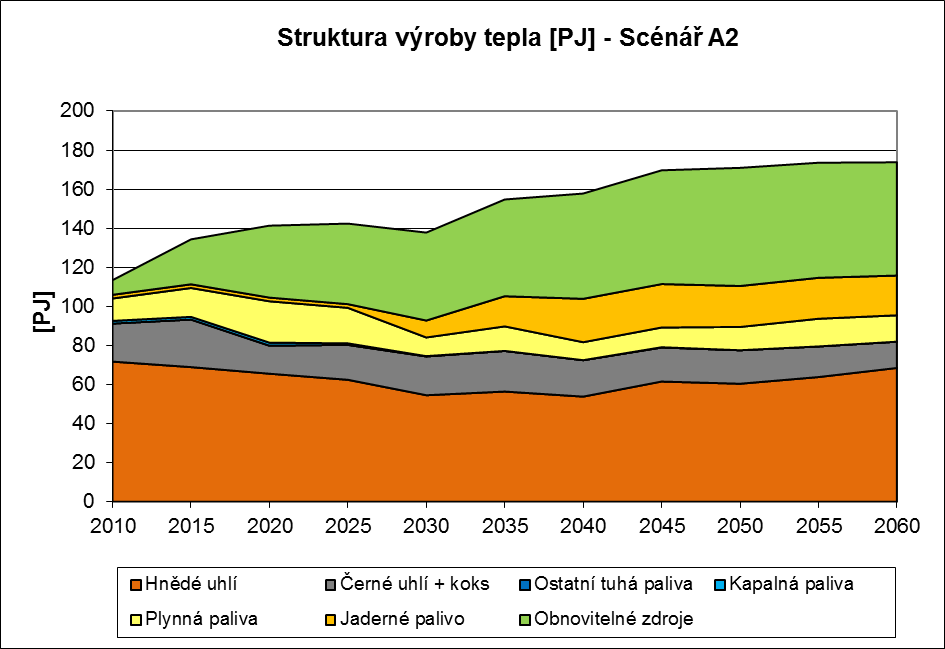 Struktura výroby tepla [PJ] - Scénář A2
[PJ]
200
180
160
140
120
100
80
60
40
20
0
2010 2015 2020 2025 2030 2035 2040 2045 2050 2055 2060
Hnědé uhlí Černé uhlí + koks Ostatní tuhá paliva Kapalná paliva
Plynná paliva Jaderné palivo Obnovitelné zdroje